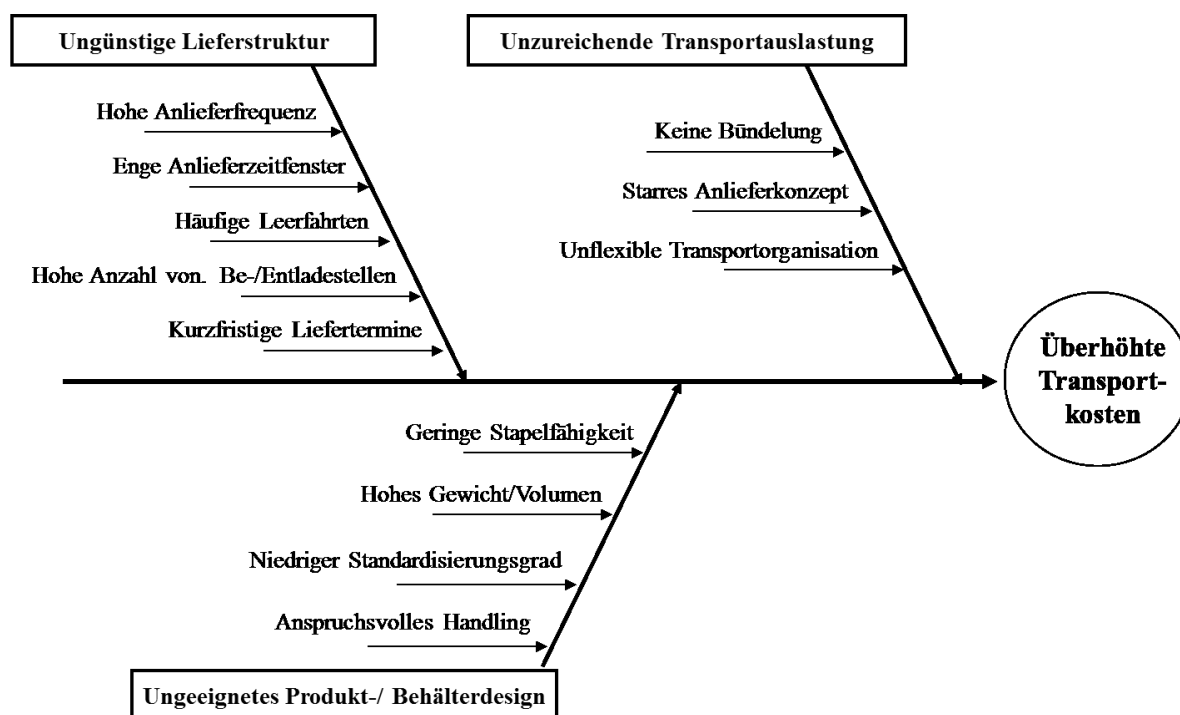 Ungünstige Lieferstruktur
Unzureichende Transportauslastung
Hohe Anlieferfrequenz
Enge Anlieferzeitfenster
Häufige Leerfahrten
Hohe Anzahl von. Be-/Entladestellen
Kurzfristige Liefertermine
Keine Bündelung
Starres Anlieferkonzept
Unflexible Transportorganisation
Überhöhte
Transport-
kosten
Geringe Stapelfähigkeit
Hohes Gewicht/Volumen
Niedriger Standardisierungsgrad
Anspruchsvolles Handling
Ungeeignetes Produkt-/ Behälterdesign